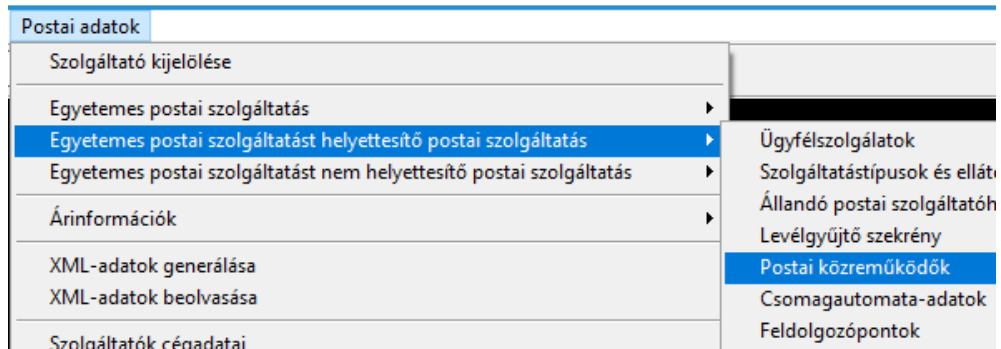 Postai adatok
Szolgáltató kijelölése
Egyetemes postai szolgáltatás
Egyetemes postai szolgáltatást helyettesítő postai szolgáltatás
Egyetemes postai szolgáltatást nem helyettesítő postai szolgáltatás
Árinformációk
XML-adatok generálása
XML-adatok beolvasása
Szolgáltatók cégadatai
Ügyfélszolgálatok
Szolgáltatástípusok és
Állandó postai
Levélgyűjtő szekrény
Postai közreműködők
Csomagautomata-adatok
Feldolgozópontok